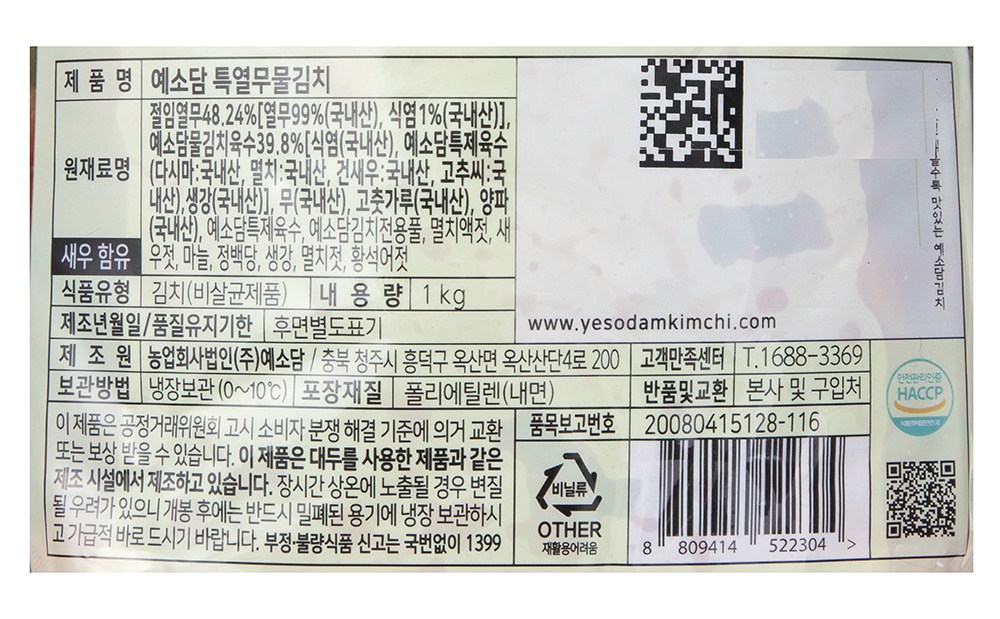 제 품 명 예소담 특열무물김치
원재료명 절임열무48.24%[열무99%(국내산), 식염1%(국내산)],
예소담물김치육수39.8%[식염(국내산), 예소담특제육수
(다시마:국내산, 멸치:국내산, 건새우:국내산, 고추씨:국
내산),생강(국내산)], 무(국내산), 고춧가루(국내산), 양파
(국내산), 예소담특제육수, 예소담김치전용풀, 멸치액젓, 새
우젓, 마늘, 정백당, 생강, 멸치젓, 황석어젓
새우 함유
식품유형 김치(비살균제품) 내 용 량 1kg
제조년월일/품질유지기한 후면별도표기
제 조 원 농업회사법인(주)예소담 / 충북 청주시 흥덕구 옥산면 옥산산단4로 200
보관방법 냉장보관(0~10℃) 포장재질 폴리에틸렌(내면)
이 제품은 공정거래위원회 고시 소비자 분쟁 해결 기준에 의거 교환
또는 보상 받을 수 있습니다. 이 제품은 대두를 사용한 제품과 같은
제조 시설에서 제조하고 있습니다. 장시간 상온에 노출될 경우 변질
될 우려가 있으니 개봉 후에는 반드시 밀폐된 용기에 냉장 보관하시
고 가급적 바로 드시기 바랍니다. 부정·불량식품 신고는 국번없이 1399
맛있는 예소담김치
www.yesodamkimchi.com
고객만족센터 T.1688-3369
반품및교환 본사 및 구입처
품목보고번호 20080415128-116
안전관리인증
HACCP
비닐류
OTHER
재활용어려움
8 809414 522304 >